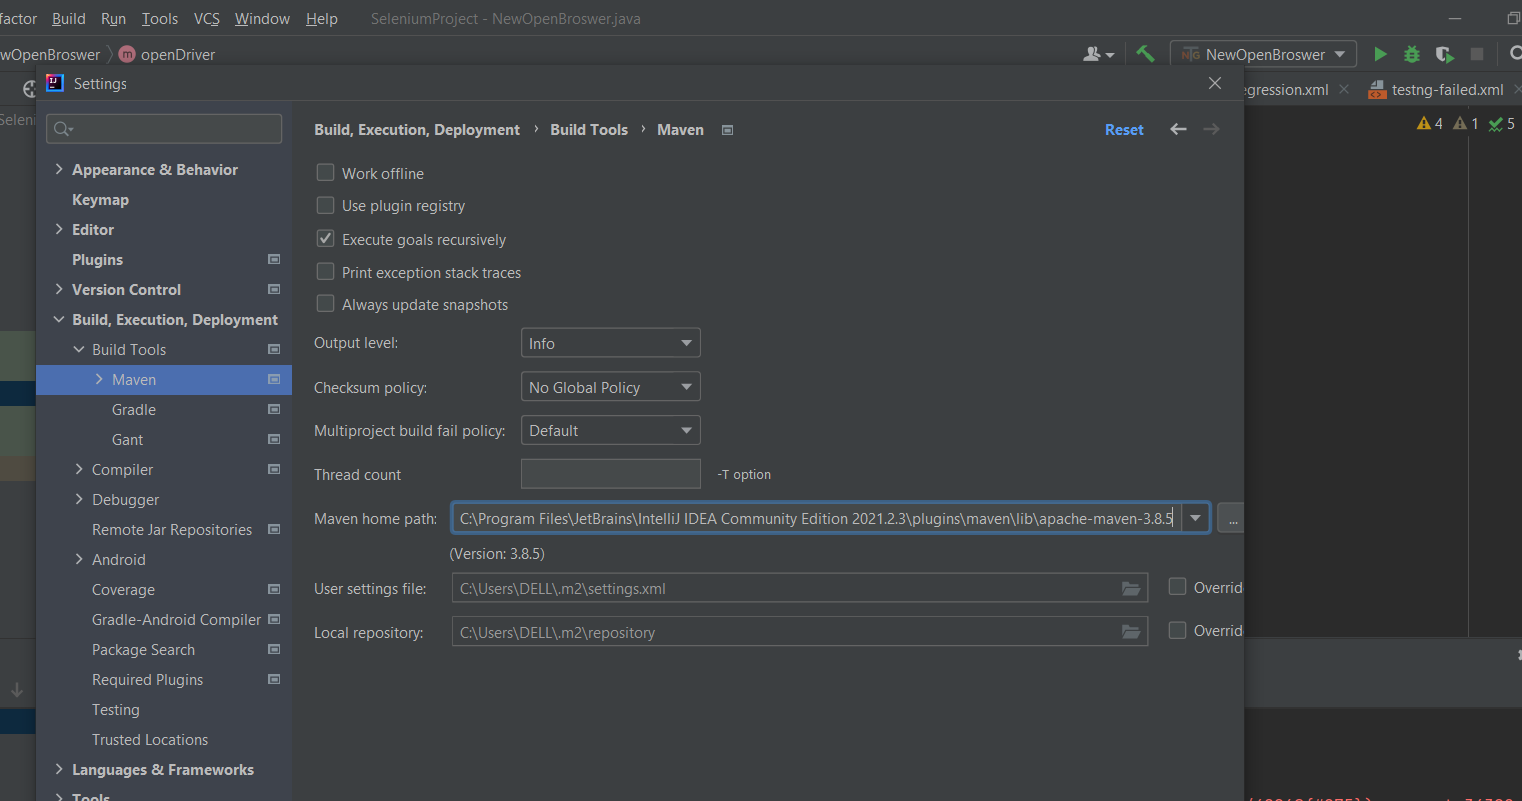 factor Build Run Tools VCS Window Help SeleniumProject - NewOpenBroswer.java
wOpenBroswer m openDriver NewOpenBroswer
Settings
egression.xml testng-failed.xml
Seleni
4 1 5
Build, Execution, Deployment › Build Tools › Maven Reset
Appearance & Behavior
Keymap
Editor
Plugins
Version Control
Build, Execution, Deployment
Build Tools
Maven
Gradle
Gant
Compiler
Debugger
Remote Jar Repositories
Android
Coverage
Gradle-Android Compiler
Package Search
Required Plugins
Testing
Trusted Locations
Languages & Frameworks
Tools
Work offline
Use plugin registry
Execute goals recursively
Print exception stack traces
Always update snapshots
Output level: Info
Checksum policy: No Global Policy
Multiproject build fail policy: Default
Thread count -T option
Maven home path: C:\Program Files\JetBrains\IntelliJ IDEA Community Edition 2021.2.3\plugins\maven\lib\apache-maven-3.8.5 ...
(Version: 3.8.5)
User settings file: C:\Users\DELL\.m2\settings.xml Overrid
Local repository: C:\Users\DELL\.m2\repository Overrid